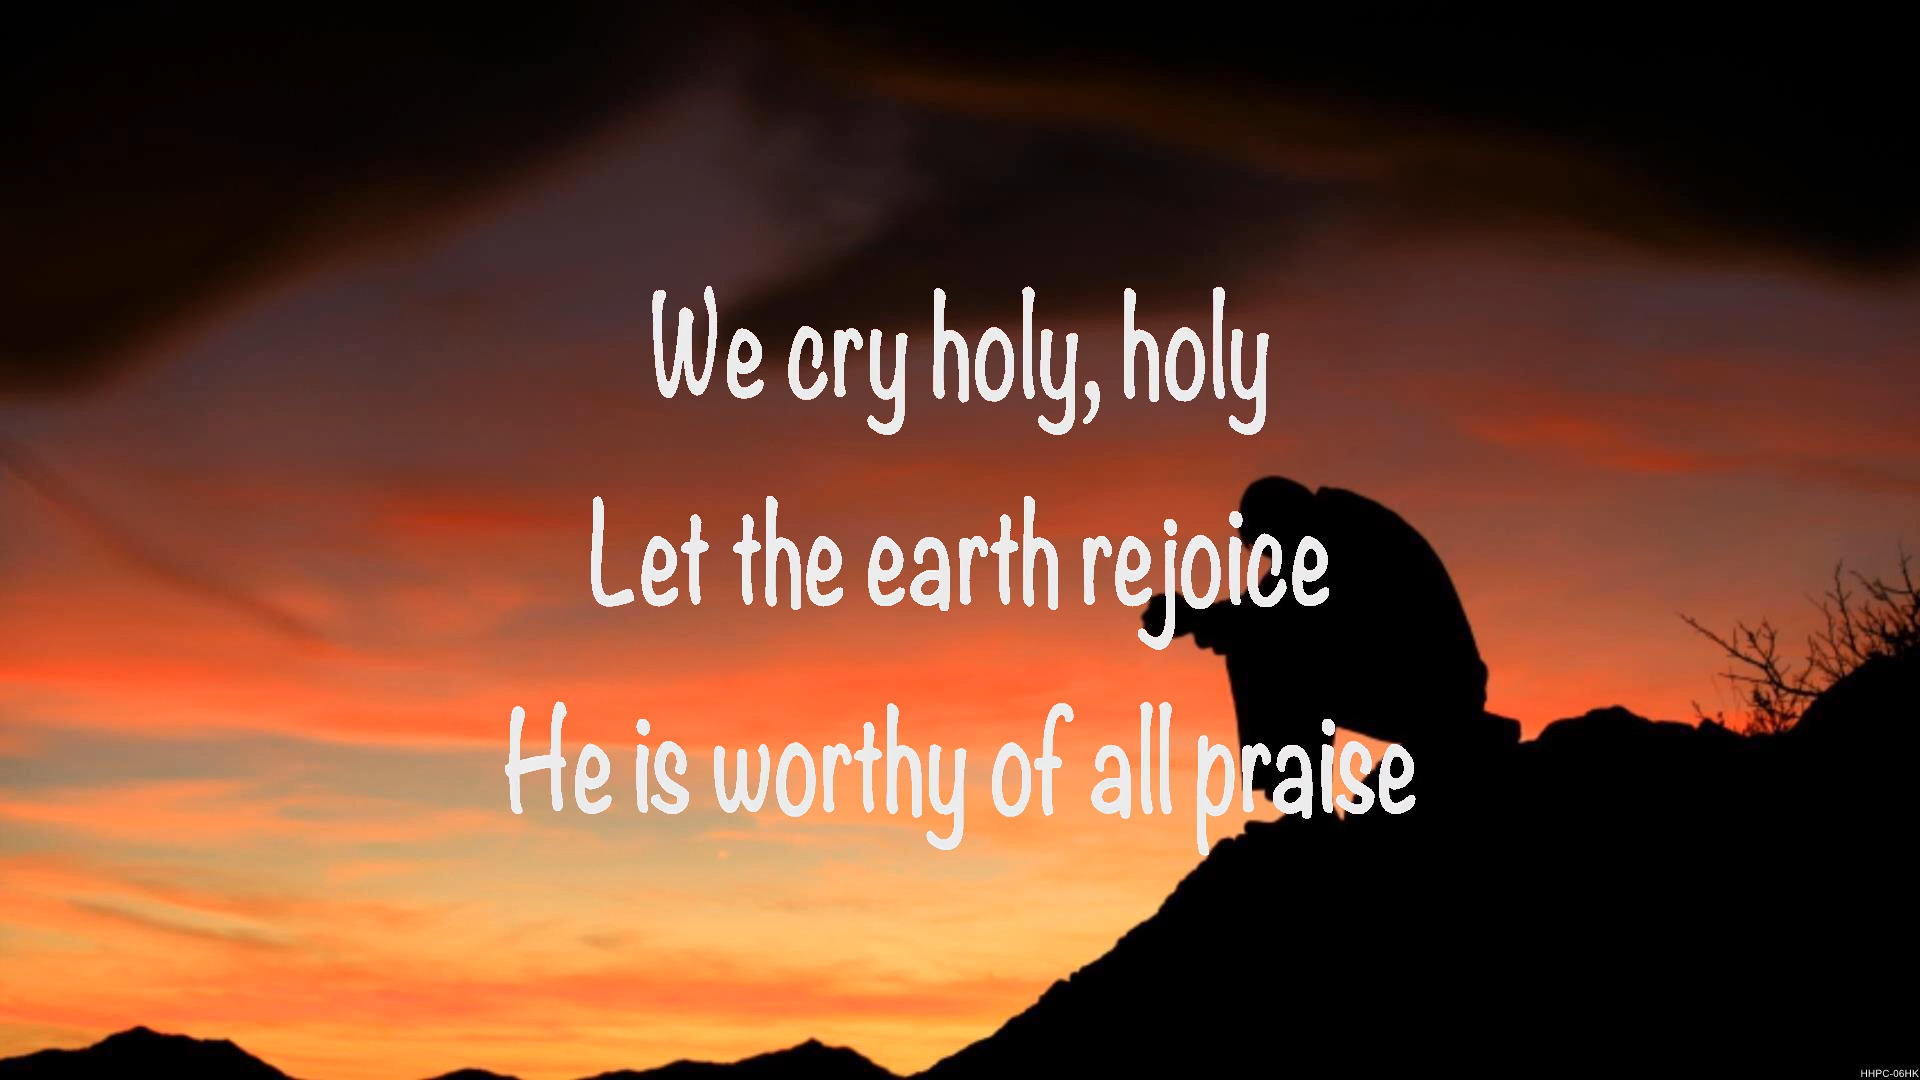 We cry holy, holy
Let the earth rejoice
He is worthy of all praise
HHPC-06HK